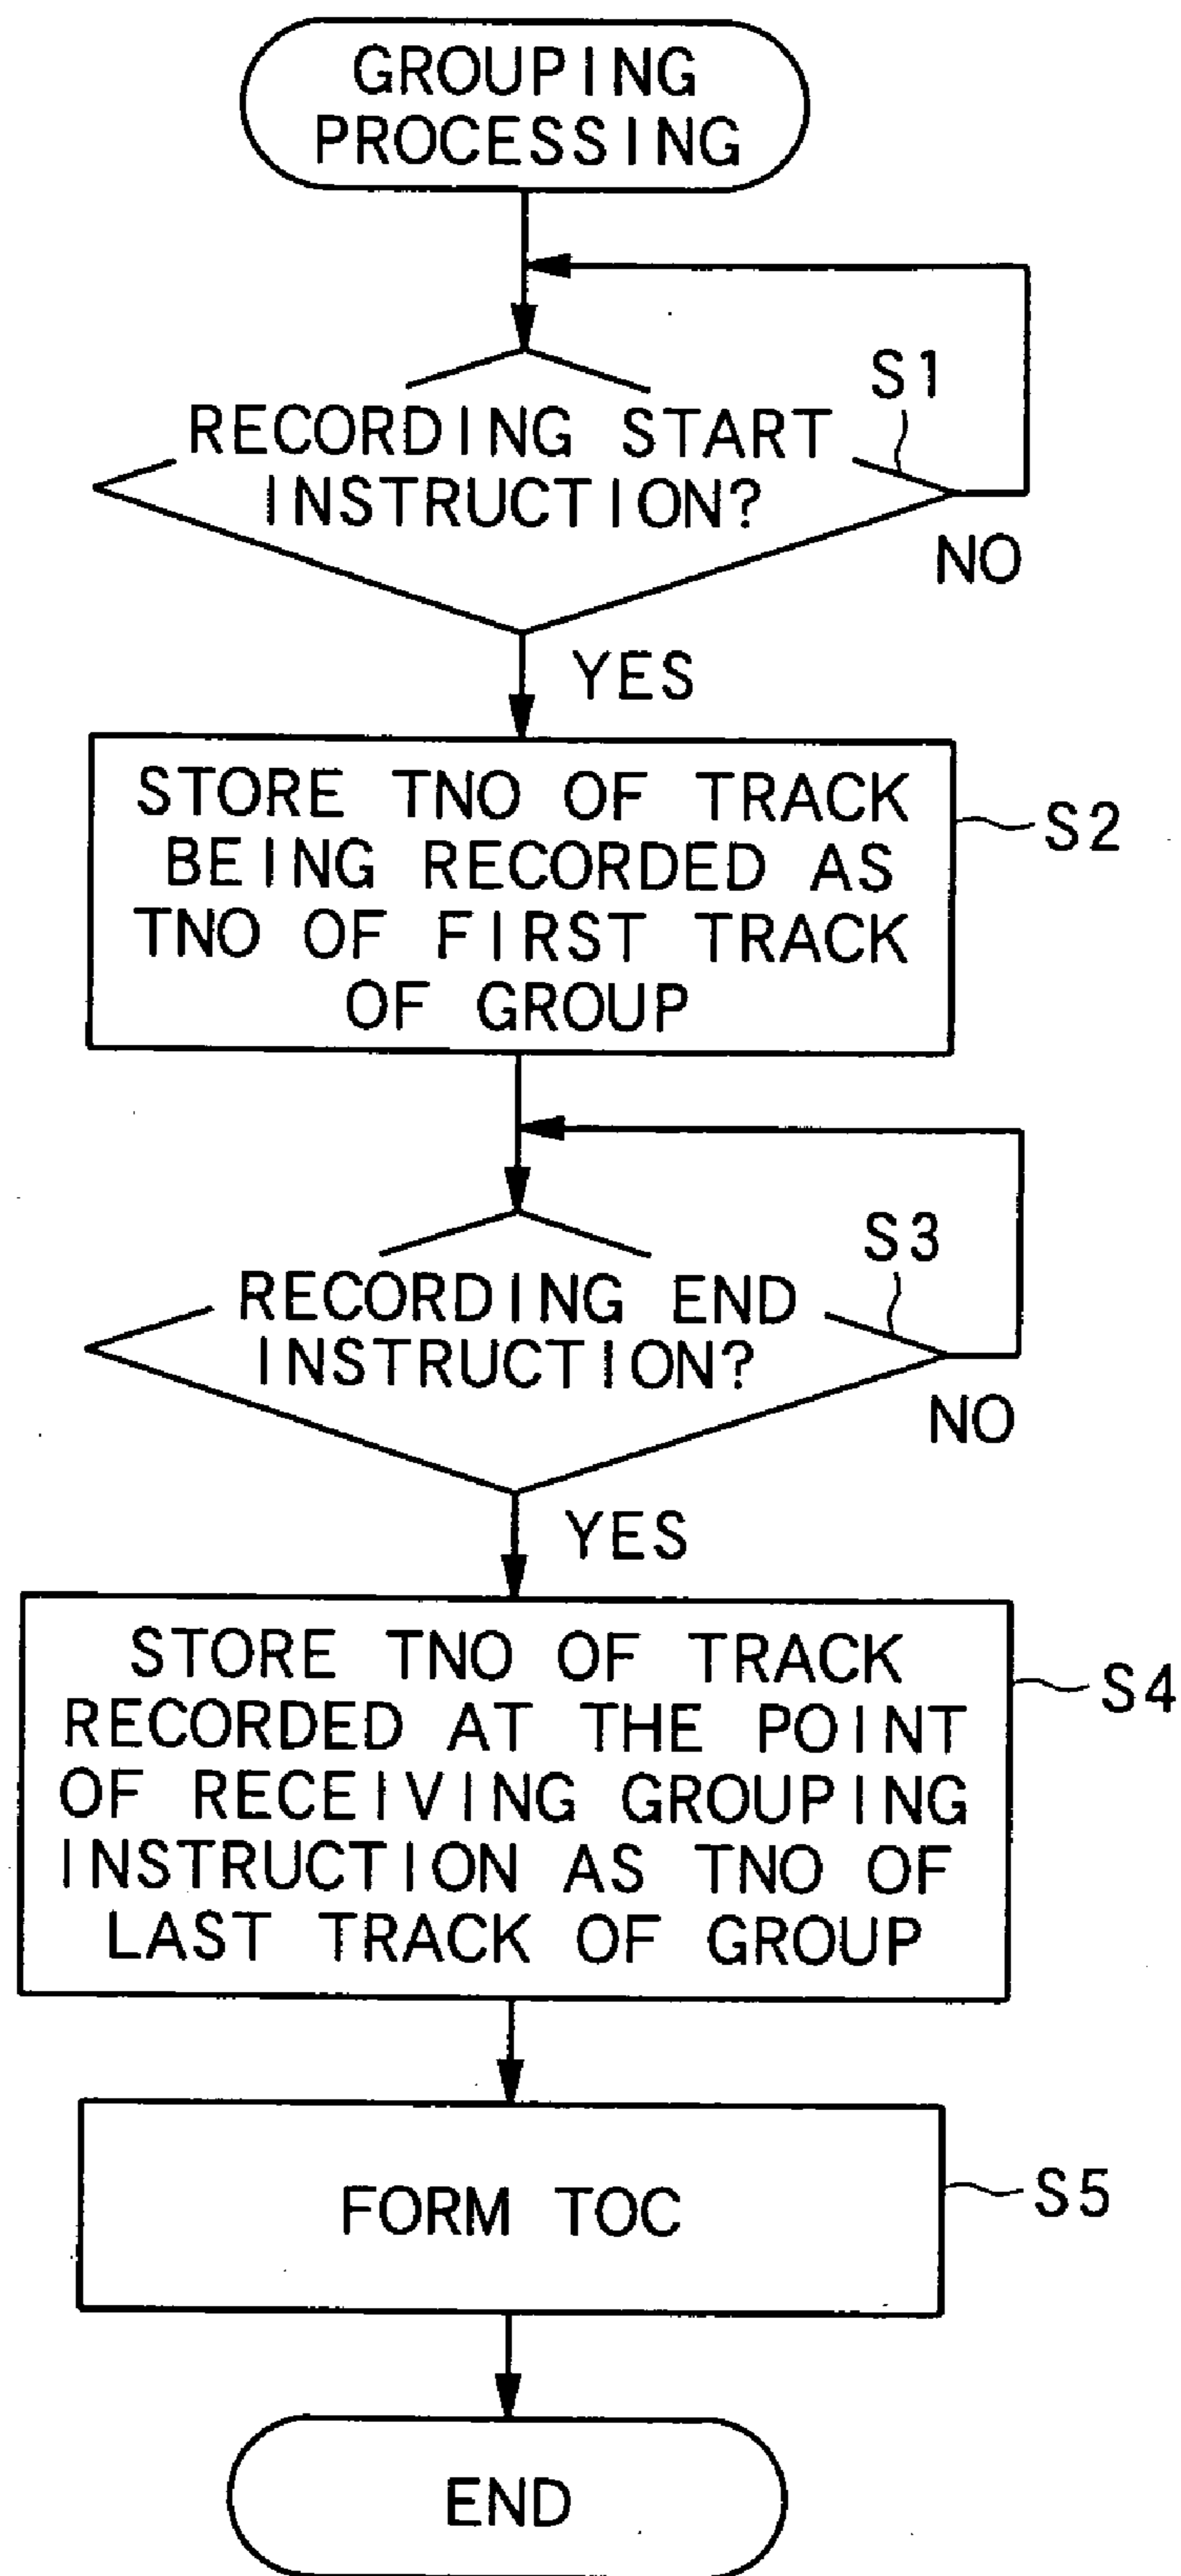 GROUPING
PROCESSING
S1
RECORDING START
INSTRUCTION?
NO
YES
STORE TNO OF TRACK
BEING RECORDED AS
TNO OF FIRST TRACK
OF GROUP
S2
S3
RECORDING END
INSTRUCTION?
NO
YES
STORE TNO OF TRACK
RECORDED AT THE POINT
OF RECEIVING GROUPING
INSTRUCTION AS TNO OF
LAST TRACK OF GROUP
S4
FORM TOC
S5
END